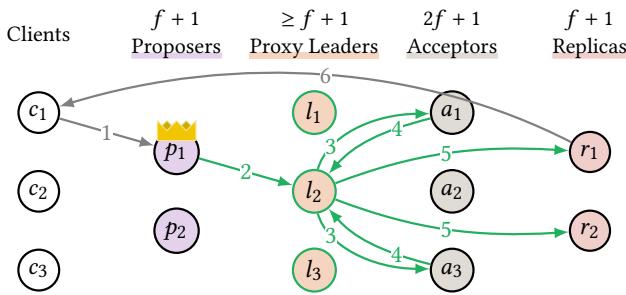 Clients
f + 1
Proposers
≥ f + 1
Proxy Leaders
2f + 1
Acceptors
f + 1
Replicas
6
c1
l1
a1
1
p1
3
4
5
r1
2
c2
l2
a2
p2
5
r2
3
4
c3
l3
a3